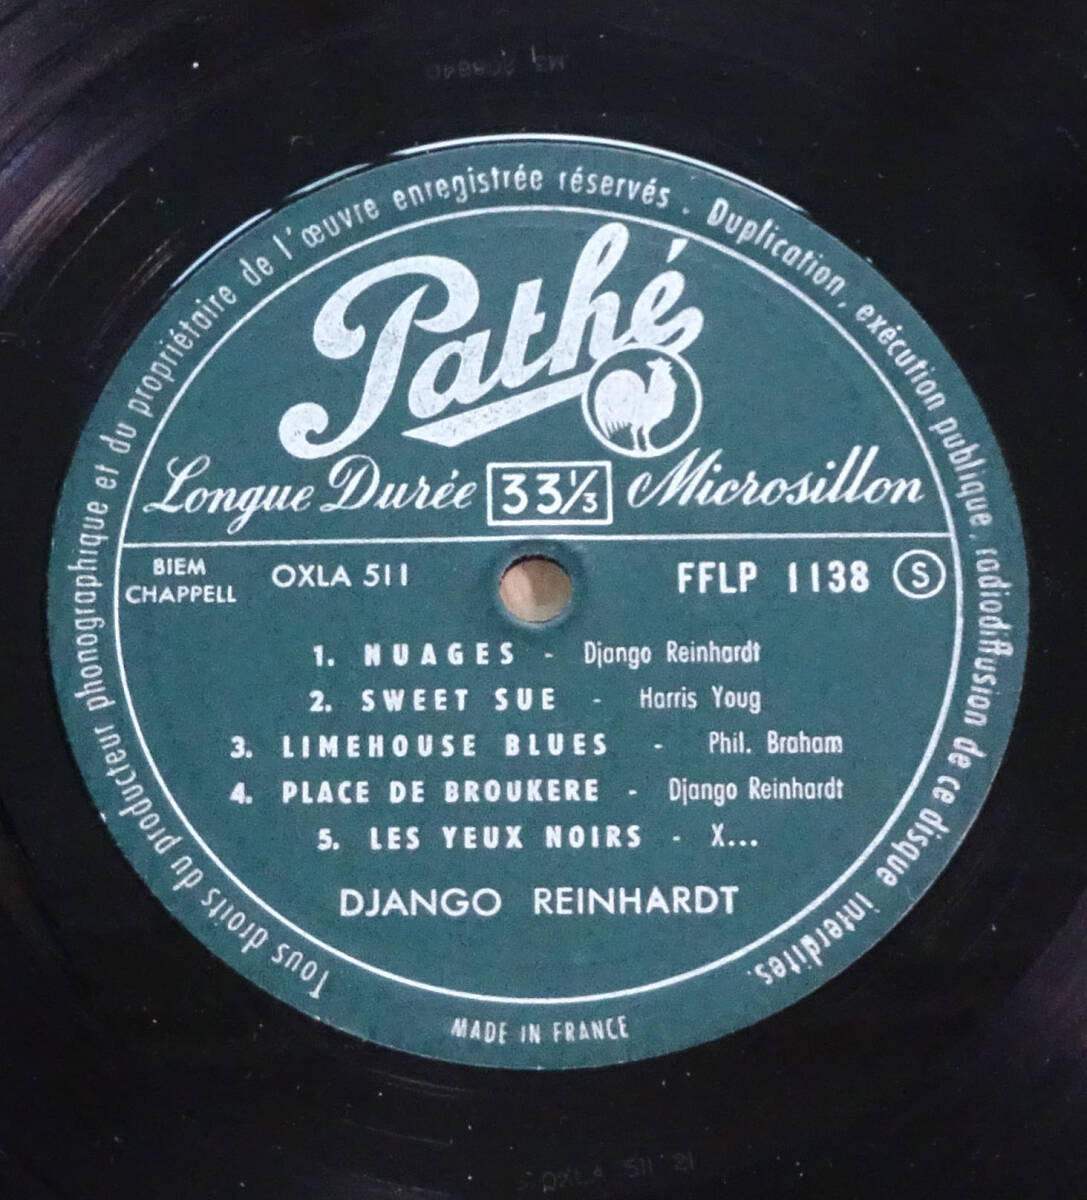 Tous droits du producteur phonographique et du propriétaire de l'œuvre enregistrée réservés . Duplication, exécution publique, radiodiffusion de ce disque interdites.
Pathé
Longue Durée 33⅓ Microsillon
BIEM
CHAPPELL
OXLA 511
FFLP 1138 S
1. NUAGES - Django Reinhardt
2. SWEET SUE - Harris Youg
3. LIMEHOUSE BLUES - Phil. Braham
4. PLACE DE BROUKERE - Django Reinhardt
5. LES YEUX NOIRS - X...
DJANGO REINHARDT
MADE IN FRANCE
OXLA 511 21